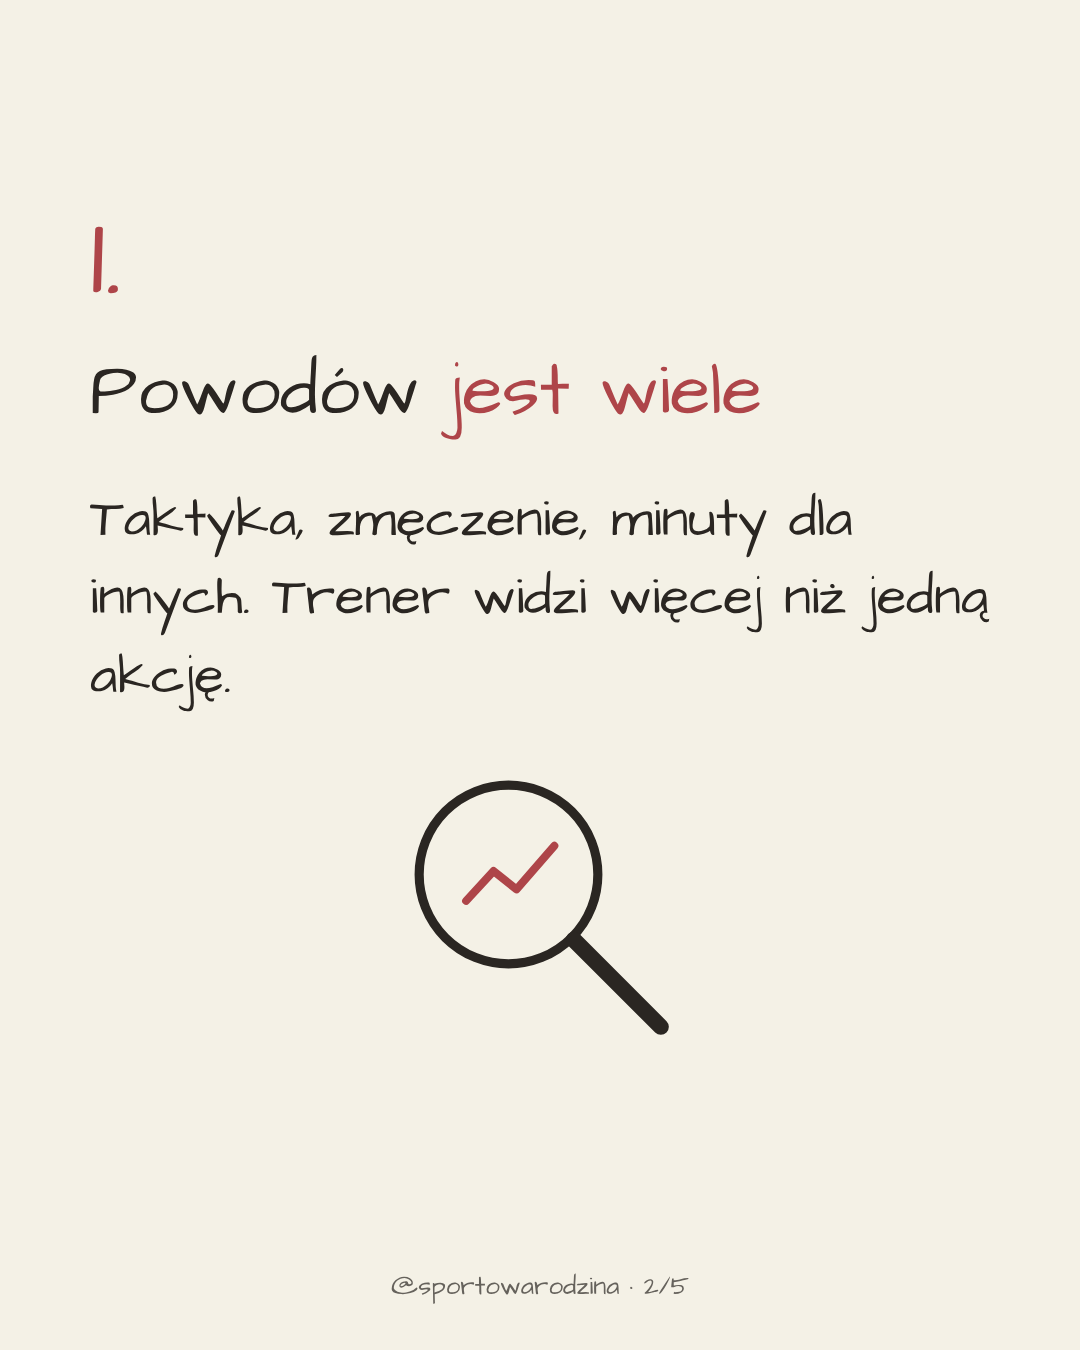 1.
Powodów jest wiele
Taktyka, zmęczenie, minuty dla
innych. Trener widzi więcej niż jedną
akcję.
@sportowarodzina · 2/5